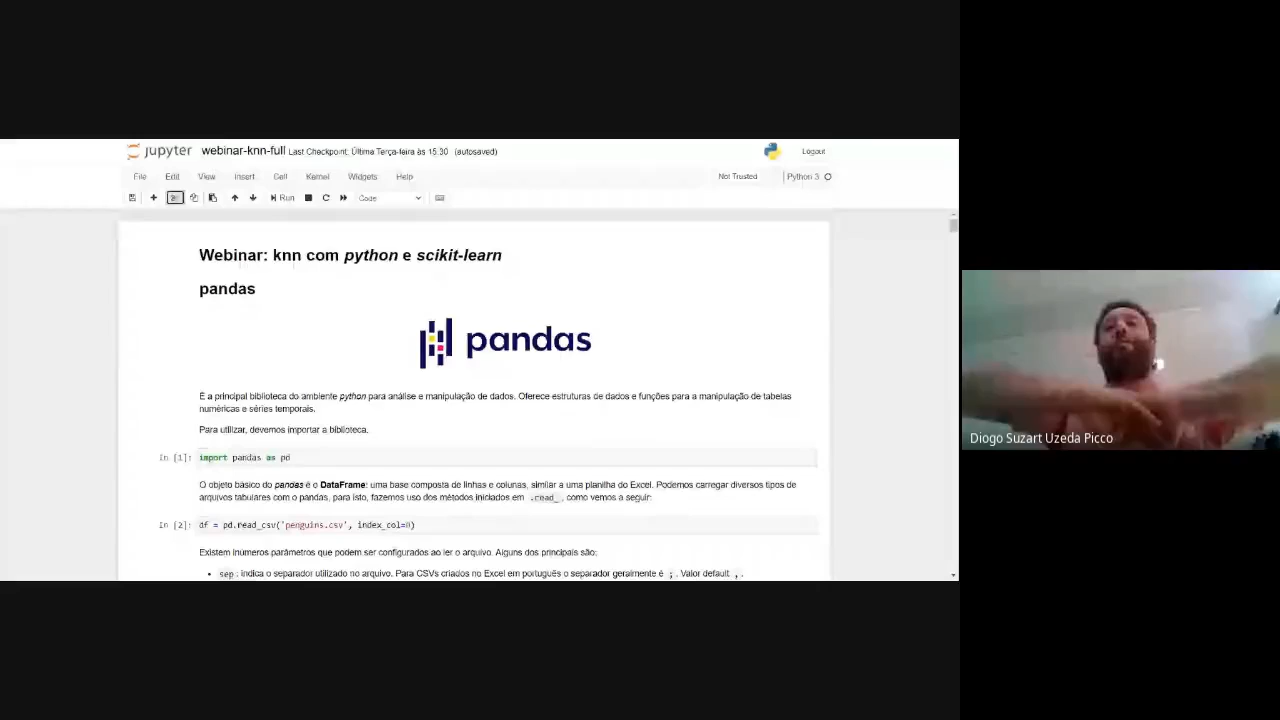 jupyter webinar-knn-full Last Checkpoint: Última Terça-feira às 15:30 (autosaved) Logout
File Edit View Insert Cell Kernel Widgets Help Not Trusted Python 3
Run Code
Webinar: knn com python e scikit-learn
pandas
pandas
É a principal biblioteca do ambiente python para análise e manipulação de dados. Oferece estruturas de dados e funções para a manipulação de tabelas
numéricas e séries temporais.
Para utilizar, devemos importar a biblioteca.
In [1]: import pandas as pd
O objeto básico do pandas é o DataFrame: uma base composta de linhas e colunas, similar a uma planilha do Excel. Podemos carregar diversos tipos de
arquivos tabulares com o pandas, para isto, fazemos uso dos métodos iniciados em .read_, como vemos a seguir:
In [2]: df = pd.read_csv('penguins.csv', index_col=0)
Existem inúmeros parâmetros que podem ser configurados ao ler o arquivo. Alguns dos principais são:
• sep: indica o separador utilizado no arquivo. Para CSVs criados no Excel em português o separador geralmente é ;. Valor default ,.
Diogo Suzart Uzeda Picco